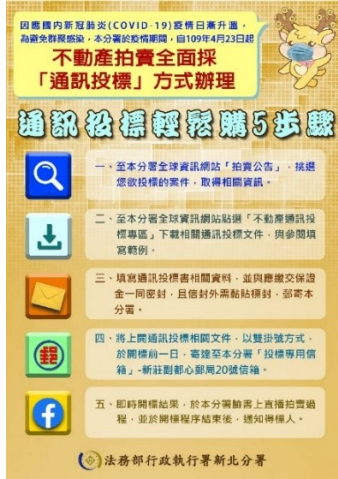 因應國內新冠肺炎(COVID-19)疫情日漸升溫，
為避免群聚感染，本分署於疫情期間，自109年4月23日起
不動產拍賣全面採
「通訊投標」方式辦理
通訊投標輕鬆購5步驟
一、至本分署全球資訊網站「拍賣公告」，挑選
您欲投標的案件，取得相關資訊。
二、至本分署全球資訊網站點選「不動產通訊投
標專區」下載相關通訊投標文件，與參閱填
寫範例。
三、填寫通訊投標書相關資料，並與應繳交保證
金一同密封，且信封外需黏貼標封，郵寄本
分署。
四、將上開通訊投標相關文件，以雙掛號方式，
於開標前一日，寄達至本分署「投標專用信
箱」-新莊副都心郵局20號信箱。
五、即時開標結果，於本分署臉書上直播拍賣過
程，並於開標程序結束後，通知得標人。
法務部行政執行署新北分署